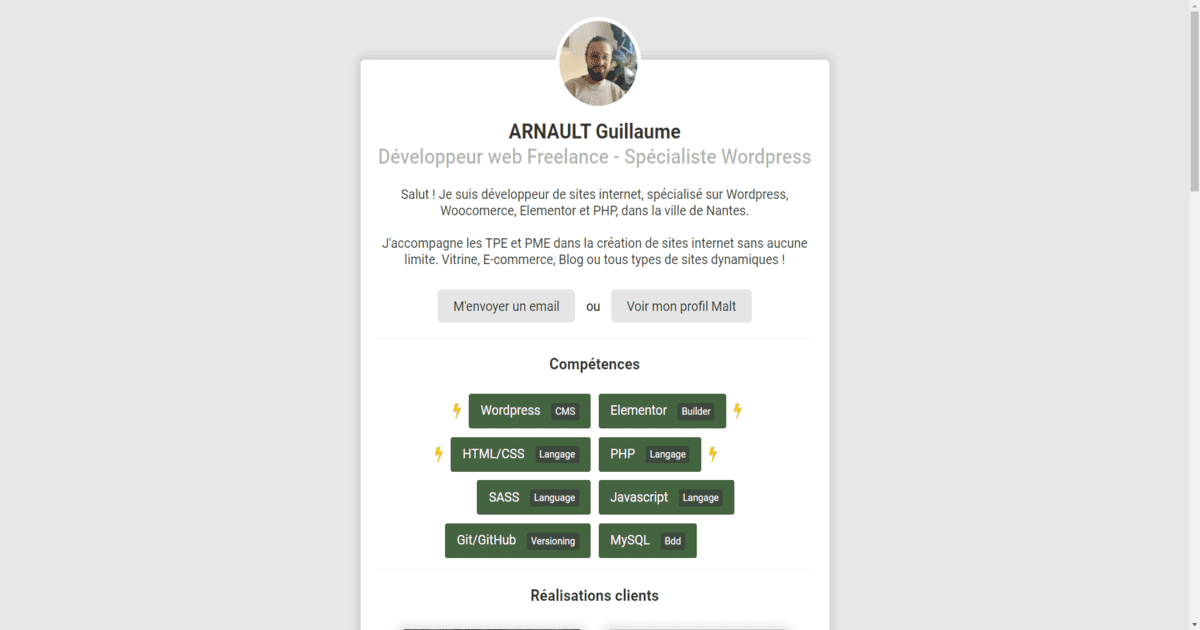 ARNAULT Guillaume
Développeur web Freelance - Spécialiste Wordpress
Salut ! Je suis développeur de sites internet, spécialisé sur Wordpress,
Woocomerce, Elementor et PHP, dans la ville de Nantes.
J'accompagne les TPE et PME dans la création de sites internet sans aucune
limite. Vitrine, E-commerce, Blog ou tous types de sites dynamiques !
M'envoyer un email ou Voir mon profil Malt
Compétences
Wordpress CMS Elementor Builder
HTML/CSS Langage PHP Langage
SASS Language Javascript Langage
Git/GitHub Versioning MySQL Bdd
Réalisations clients